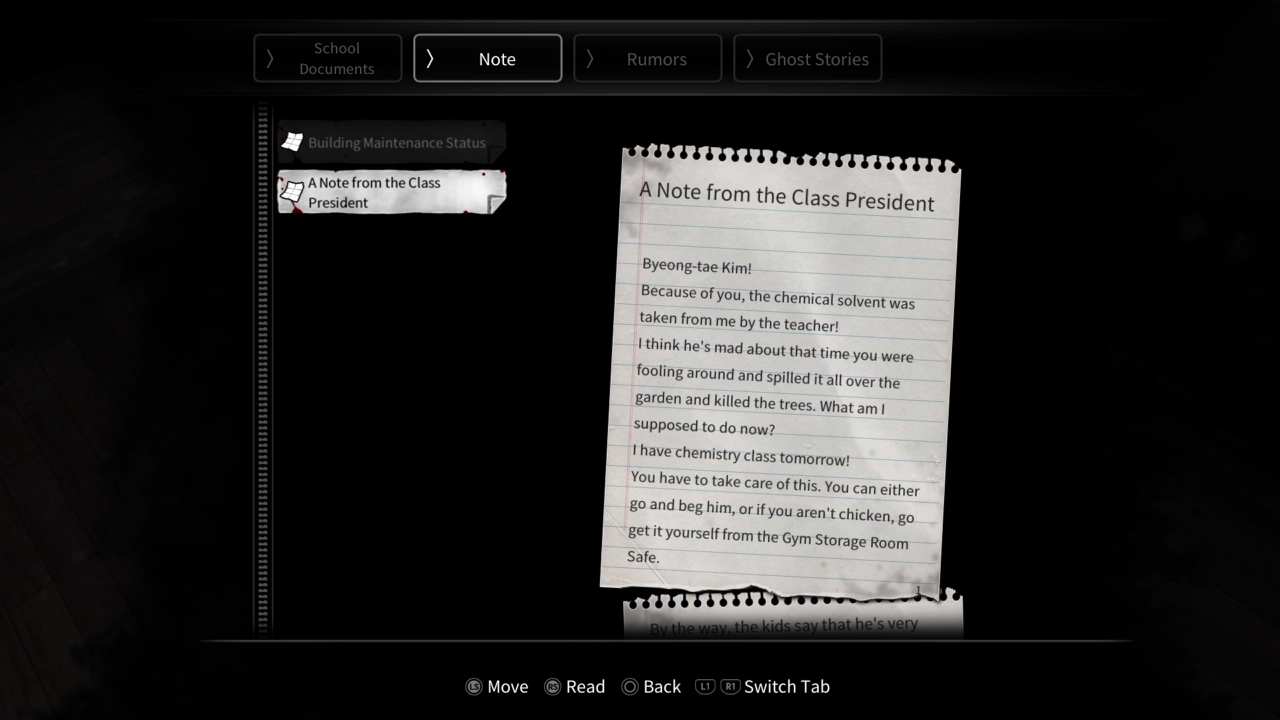 School
Documents
Note
Rumors
Ghost Stories
Building Maintenance Status
A Note from the Class
President
A Note from the Class President
Byeong-tae Kim!
Because of you, the chemical solvent was
taken from me by the teacher!
I think he's mad about that time you were
fooling around and spilled it all over the
garden and killed the trees. What am I
supposed to do now?
I have chemistry class tomorrow!
You have to take care of this. You can either
go and beg him, or if you aren't chicken, go
get it yourself from the Gym Storage Room
Safe.
1
By the way, the kids say that he's very
LS Move RS Read Back L1 R1 Switch Tab